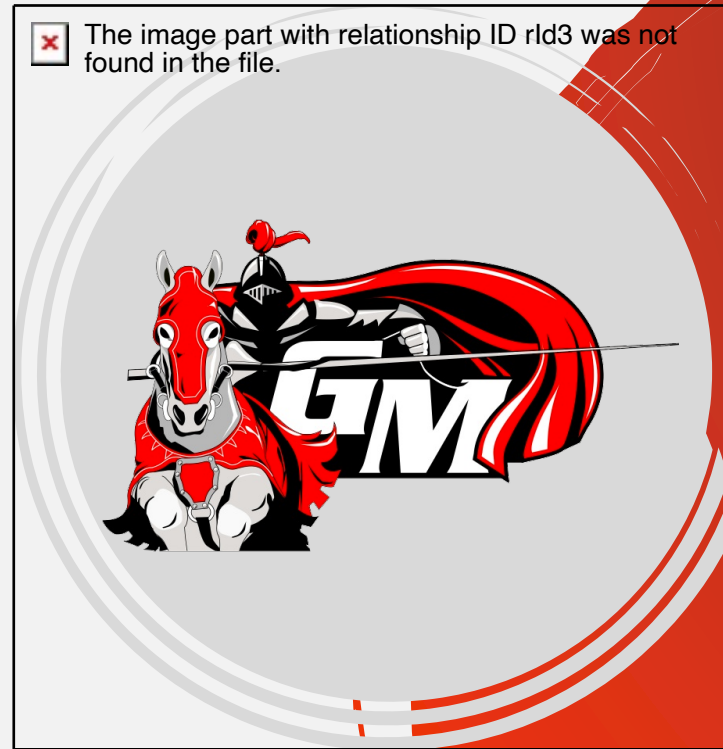 The image part with relationship ID rId3 was not
found in the file.
GM